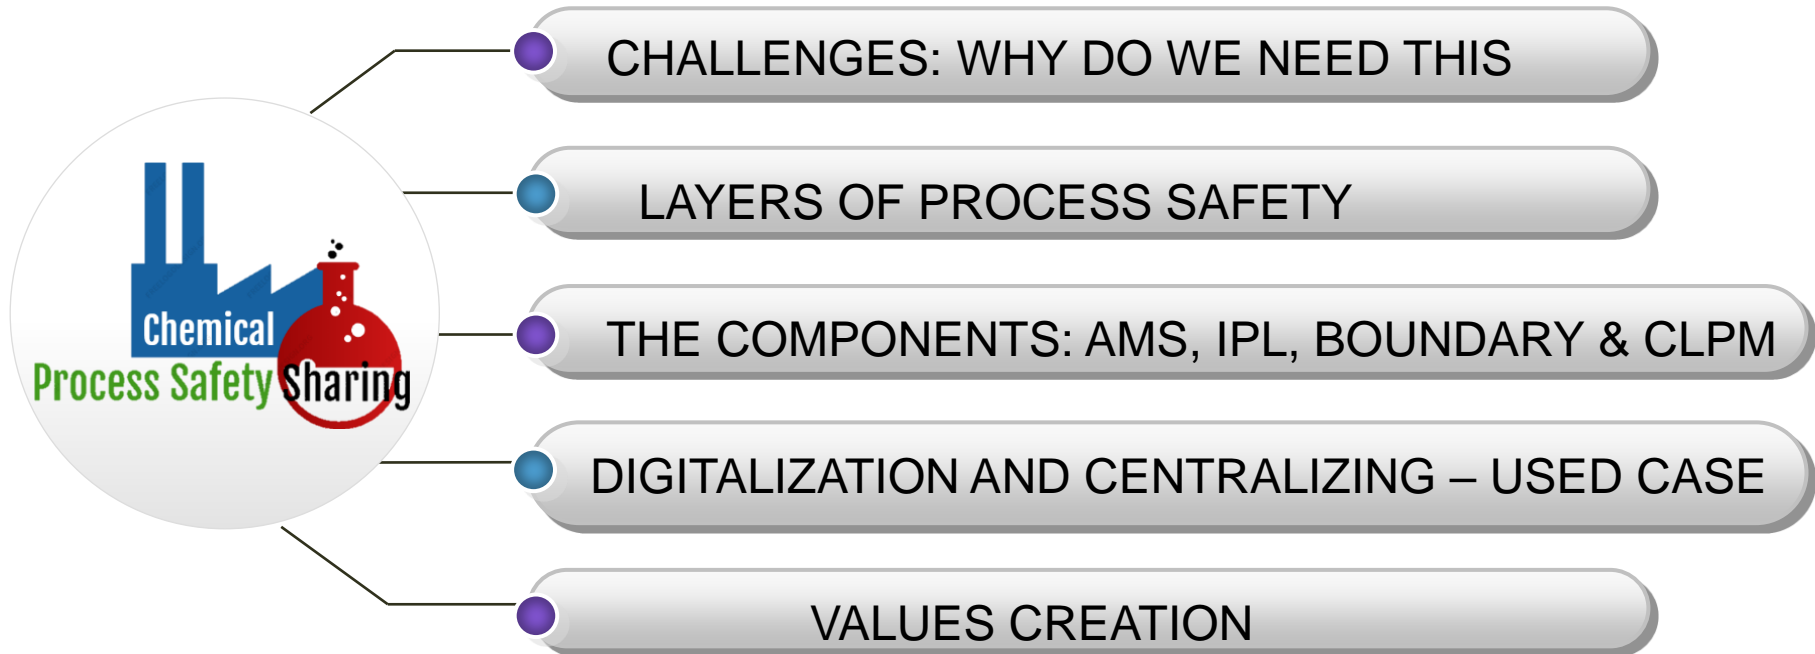 CHALLENGES: WHY DO WE NEED THIS
LAYERS OF PROCESS SAFETY
Chemical
Process Safety Sharing
THE COMPONENTS: AMS, IPL, BOUNDARY & CLPM
DIGITALIZATION AND CENTRALIZING – USED CASE
VALUES CREATION